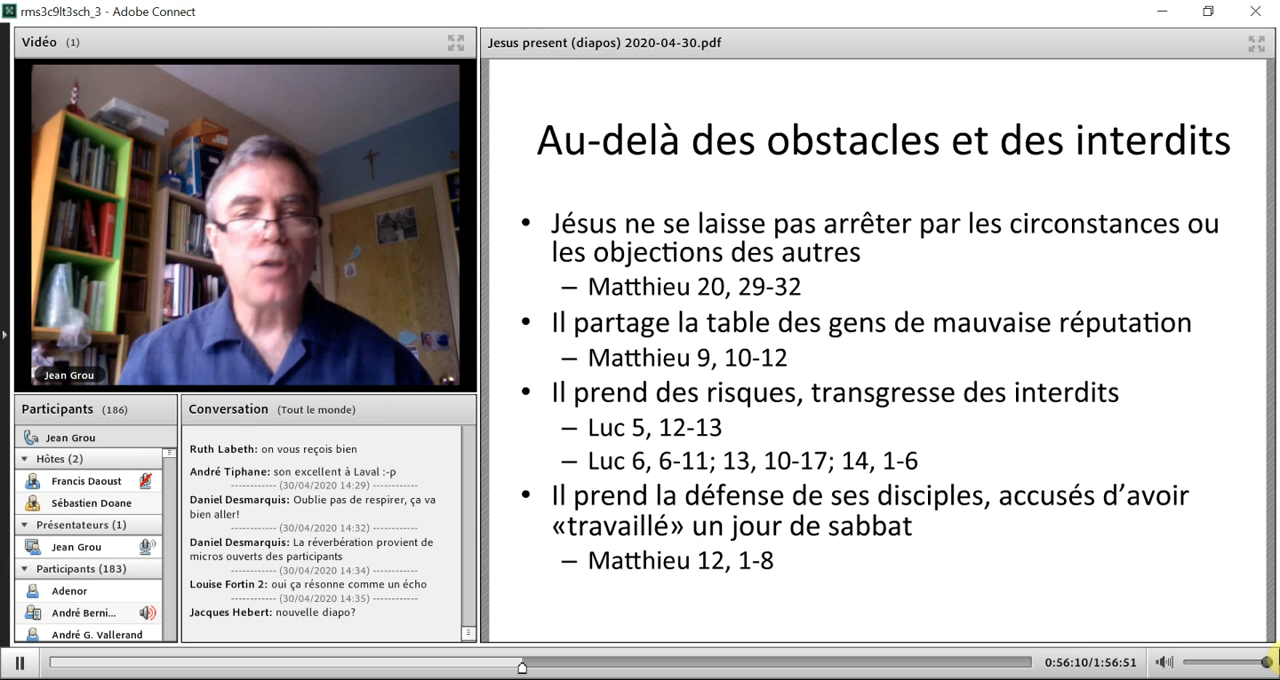 rms3c9lt3sch_3 - Adobe Connect
Vidéo (1)
Jean Grou
Participants (186)
Jean Grou
Hôtes (2)
Francis Daoust
Sébastien Doane
Présentateurs (1)
Jean Grou
Participants (183)
Adenor
André Berni...
André G. Vallerand
Conversation (Tout le monde)
Ruth Labeth: on vous reçois bien
André Tiphane: son excellent à Laval :-p
----------- (30/04/2020 14:29) -----------
Daniel Desmarquis: Oublie pas de respirer, ça va
bien aller!
----------- (30/04/2020 14:32) -----------
Daniel Desmarquis: La réverbération provient de
micros ouverts des participants
----------- (30/04/2020 14:34) -----------
Louise Fortin 2: oui ça résonne comme un écho
----------- (30/04/2020 14:35) -----------
Jacques Hebert: nouvelle diapo?
Jesus present (diapos) 2020-04-30.pdf
Au-delà des obstacles et des interdits
• Jésus ne se laisse pas arrêter par les circonstances ou
les objections des autres
– Matthieu 20, 29-32
• Il partage la table des gens de mauvaise réputation
– Matthieu 9, 10-12
• Il prend des risques, transgresse des interdits
– Luc 5, 12-13
– Luc 6, 6-11; 13, 10-17; 14, 1-6
• Il prend la défense de ses disciples, accusés d’avoir
«travaillé» un jour de sabbat
– Matthieu 12, 1-8
0:56:10/1:56:51